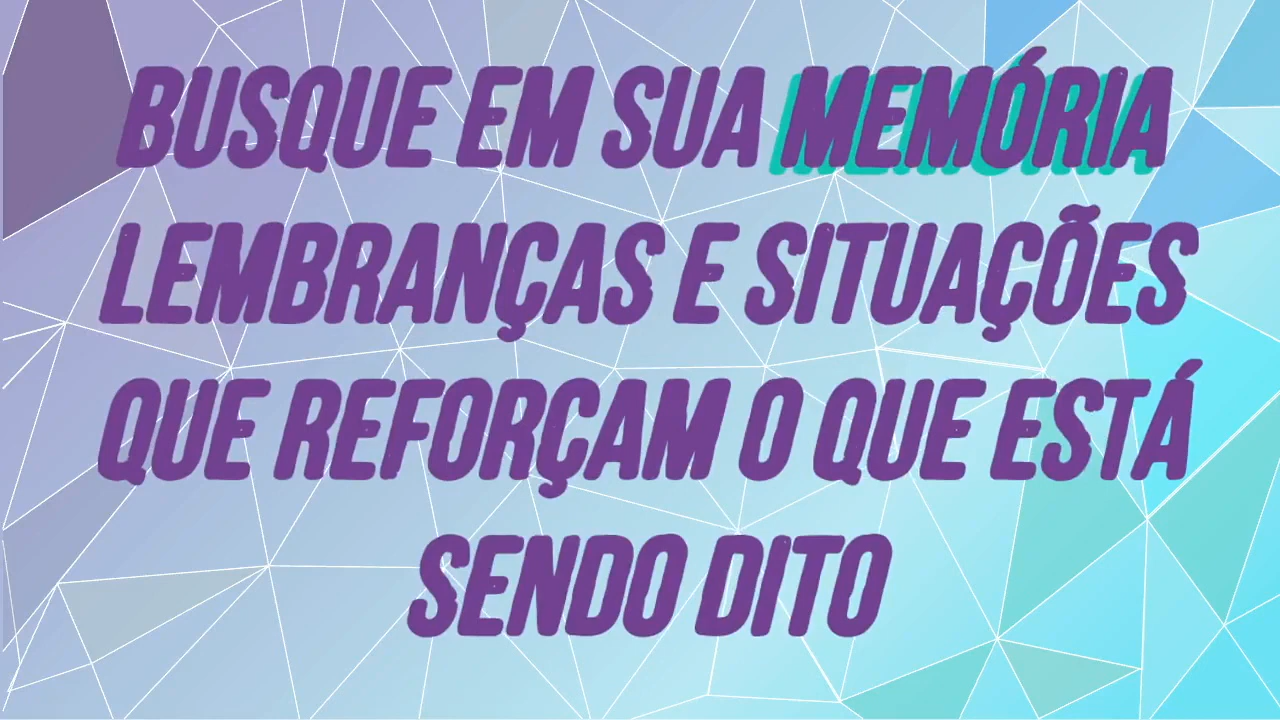 BUSQUE EM SUA MEMÓRIA
LEMBRANÇAS E SITUAÇÕES
QUE REFORÇAM O QUE ESTÁ
SENDO DITO